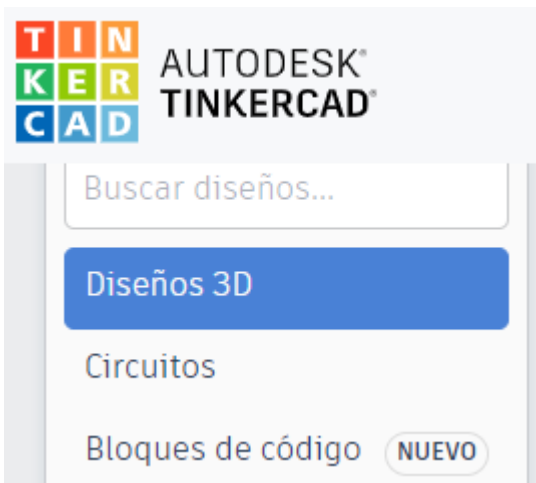 TIN
KER
CAD
AUTODESK®
TINKERCAD®
Buscar diseños...
Diseños 3D
Circuitos
Bloques de código NUEVO